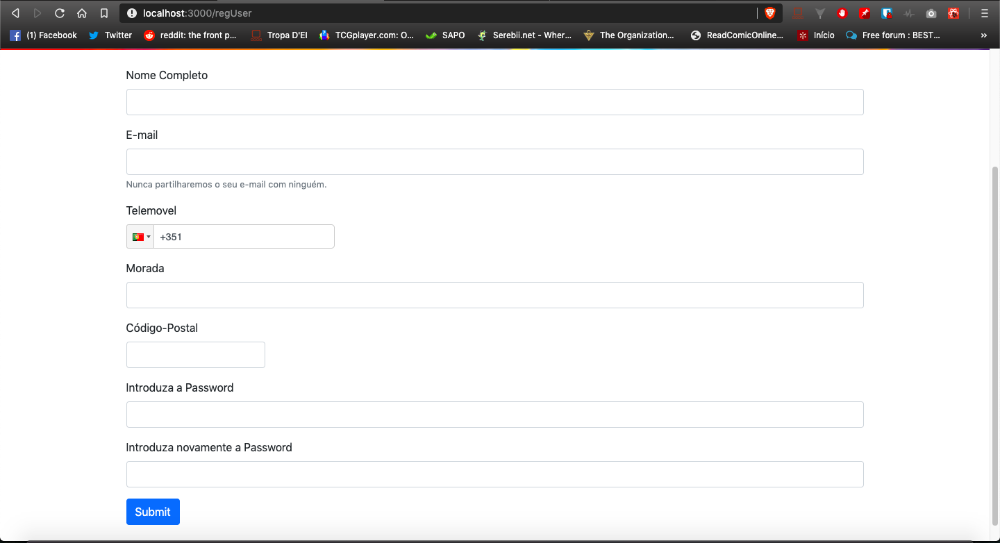 localhost:3000/regUser
(1) Facebook Twitter reddit: the front p... Tropa D'EI TCGplayer.com: O... SAPO Serebii.net - Wher... The Organization... ReadComicOnline... Início Free forum : BEST... »
Nome Completo
E-mail
Nunca partilharemos o seu e-mail com ninguém.
Telemovel
+351
Morada
Código-Postal
Introduza a Password
Introduza novamente a Password
Submit